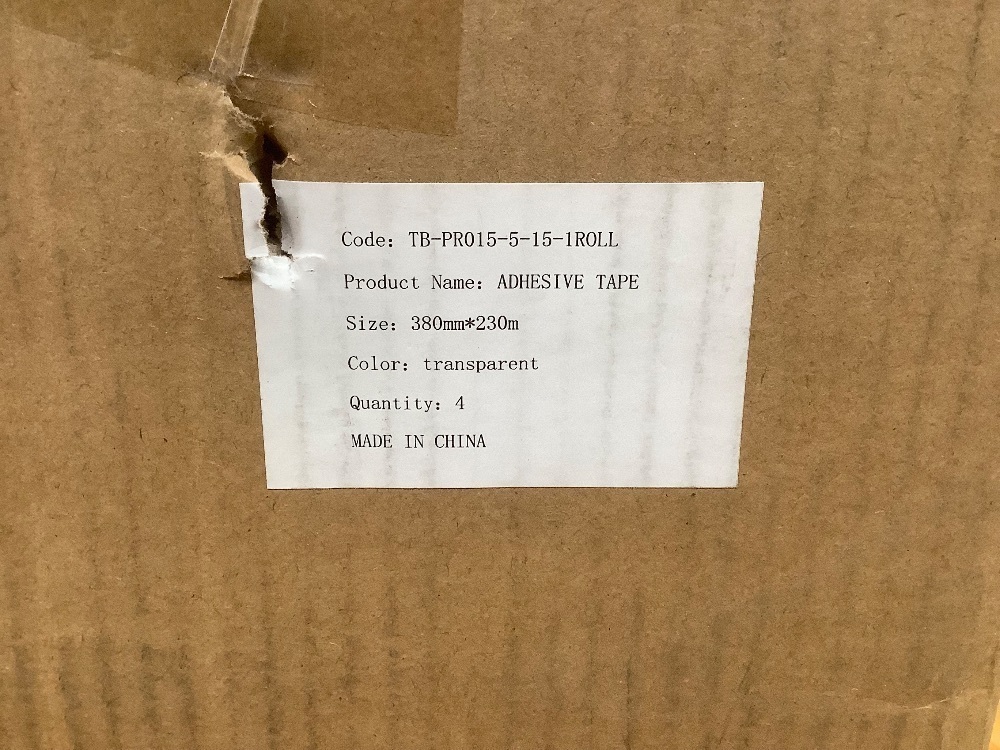 Code: TB-PR015-5-15-1ROLL
Product Name: ADHESIVE TAPE
Size: 380mm*230m
Color: transparent
Quantity: 4
MADE IN CHINA